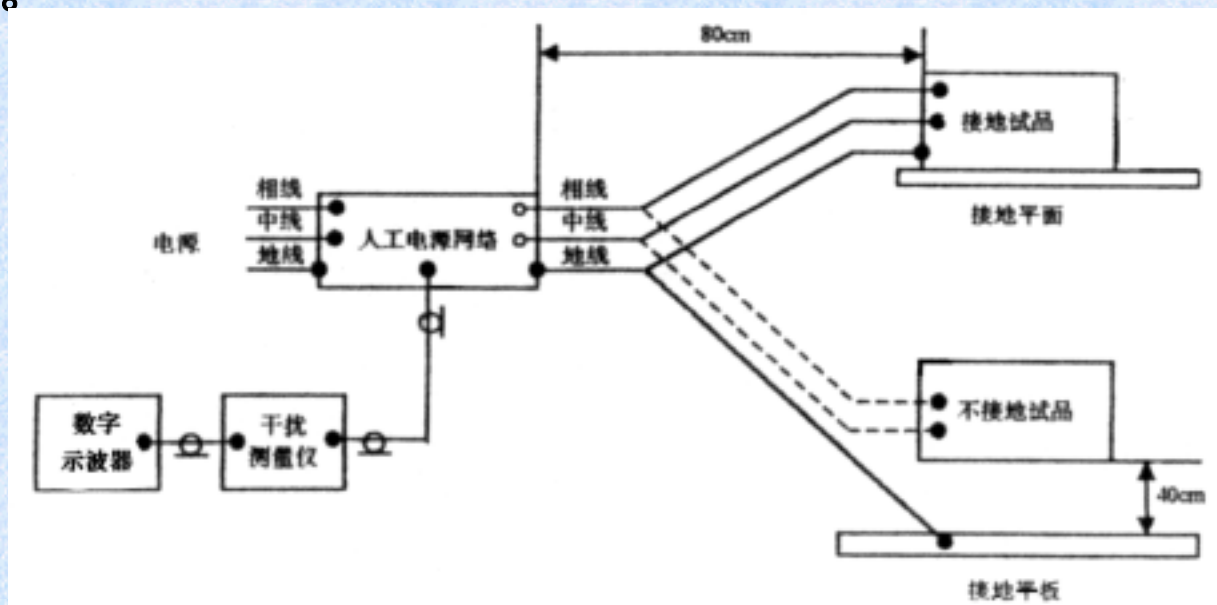 8
80cm
接地试品
接地平面
相线
中线
地线
电源
人工电源网络
相线
中线
地线
数字
示波器
干扰
测量仪
不接地试品
40cm
接地平板